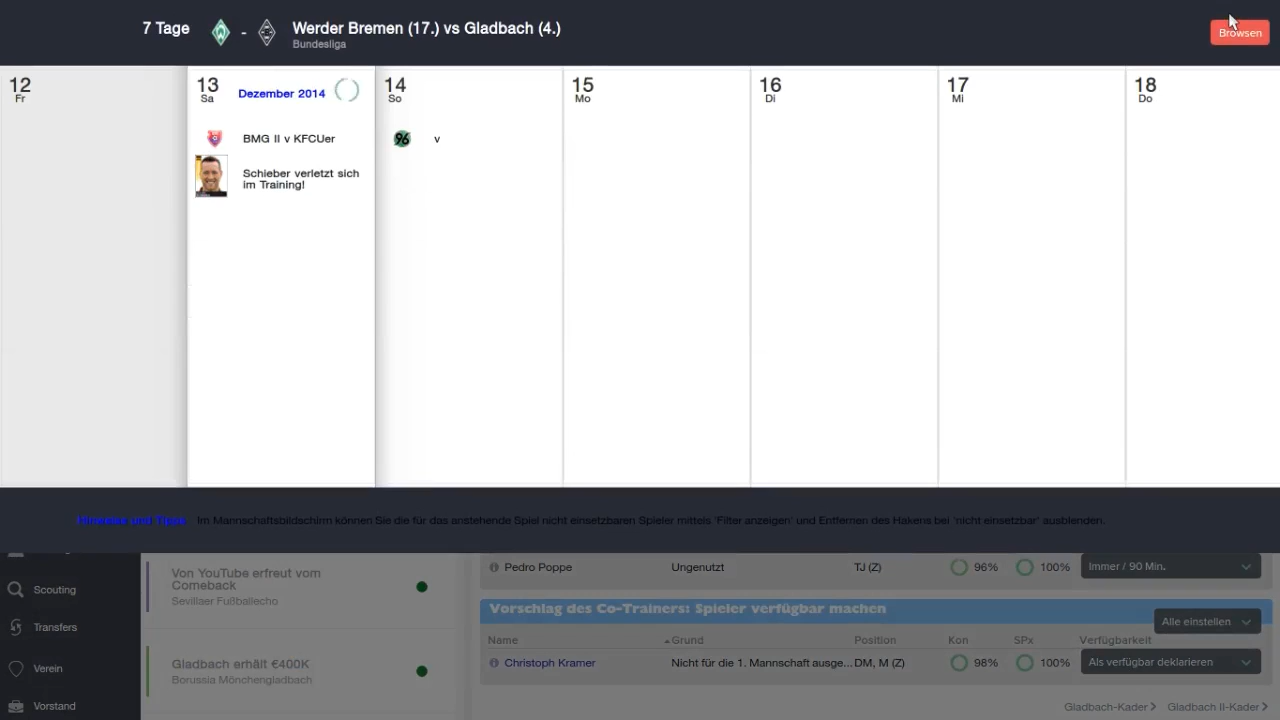 7 Tage
-
Werder Bremen (17.) vs Gladbach (4.)
Bundesliga
Browsen
12
Fr
13
Sa
Dezember 2014
14
So
15
Mo
16
Di
17
Mi
18
Do
BMG II v KFCUer
96
v
Schieber verletzt sich
im Training!
Hinweise und Tipps
Im Mannschaftsbildschirm können Sie die für das anstehende Spiel nicht einsetzbaren Spieler mittels 'Filter anzeigen' und Entfernen des Hakens bei 'nicht einsetzbar' ausblenden.
Scouting
Transfers
Verein
Vorstand
Von YouTube erfreut vom
Comeback
Sevillaer Fußballecho
Gladbach erhält €400K
Borussia Mönchengladbach
Pedro Poppe Ungenutzt TJ (Z) 96% 100% Immer / 90 Min.
Vorschlag des Co-Trainers: Spieler verfügbar machen
Alle einstellen
Name Grund Position Kon SPx Verfügbarkeit
Christoph Kramer Nicht für die 1. Mannschaft ausge... DM, M (Z) 98% 100% Als verfügbar deklarieren
Gladbach-Kader > Gladbach II-Kader >